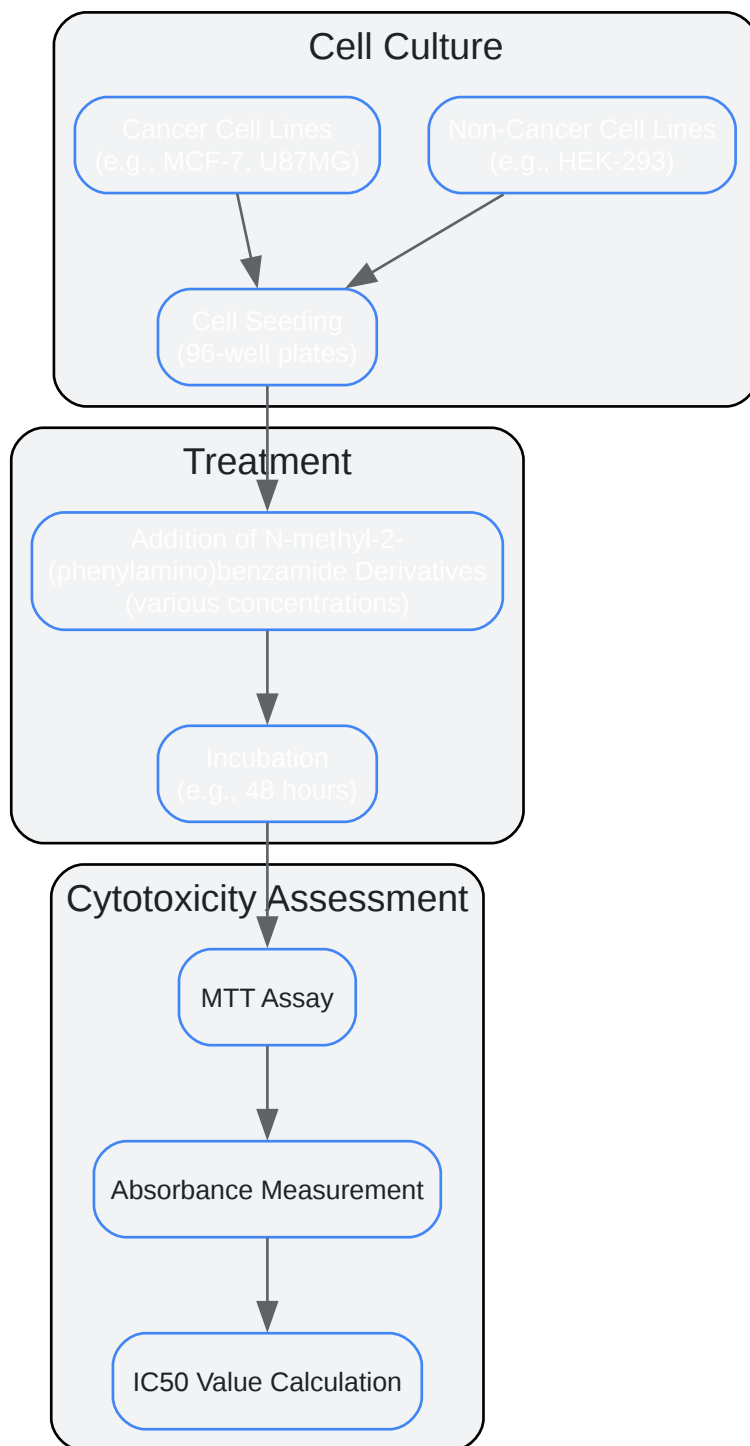 Cell Culture
Cancer Cell Lines
(e.g., MCF-7, U87MG)
Non-Cancer Cell Lines
(e.g., HEK-293)
Cell Seeding
(96-well plates)
Treatment
Addition of N-methyl-2-
(phenylamino)benzamide Derivatives
(various concentrations)
Incubation
(e.g., 48 hours)
Cytotoxicity Assessment
MTT Assay
Absorbance Measurement
IC50 Value Calculation